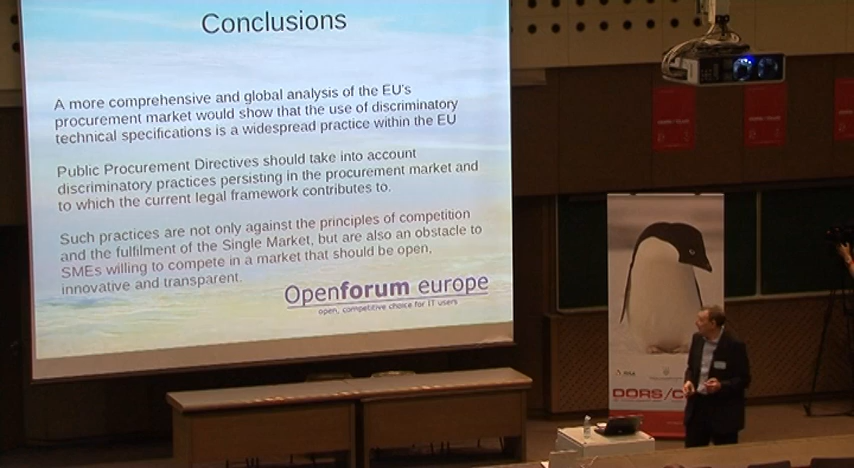 Conclusions
A more comprehensive and global analysis of the EU's
procurement market would show that the use of discriminatory
technical specifications is a widespread practice within the EU
Public Procurement Directives should take into account
discriminatory practices persisting in the procurement market and
to which the current legal framework contributes to.
Such practices are not only against the principles of competition
and the fulfilment of the Single Market, but are also an obstacle to
SMEs willing to compete in a market that should be open,
innovative and transparent.
Openforum europe
open, competitive choice for IT users
DORS/C